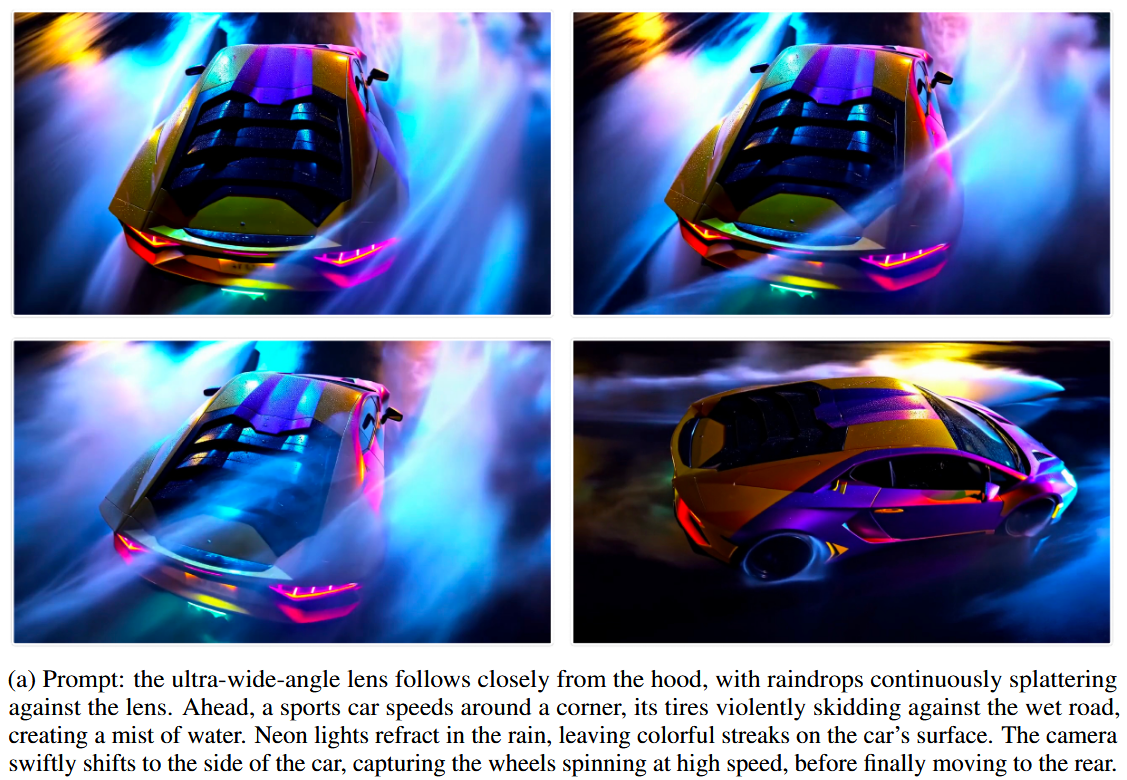 (a) Prompt: the ultra-wide-angle lens follows closely from the hood, with raindrops continuously splattering
against the lens. Ahead, a sports car speeds around a corner, its tires violently skidding against the wet road,
creating a mist of water. Neon lights refract in the rain, leaving colorful streaks on the car's surface. The camera
swiftly shifts to the side of the car, capturing the wheels spinning at high speed, before finally moving to the rear.